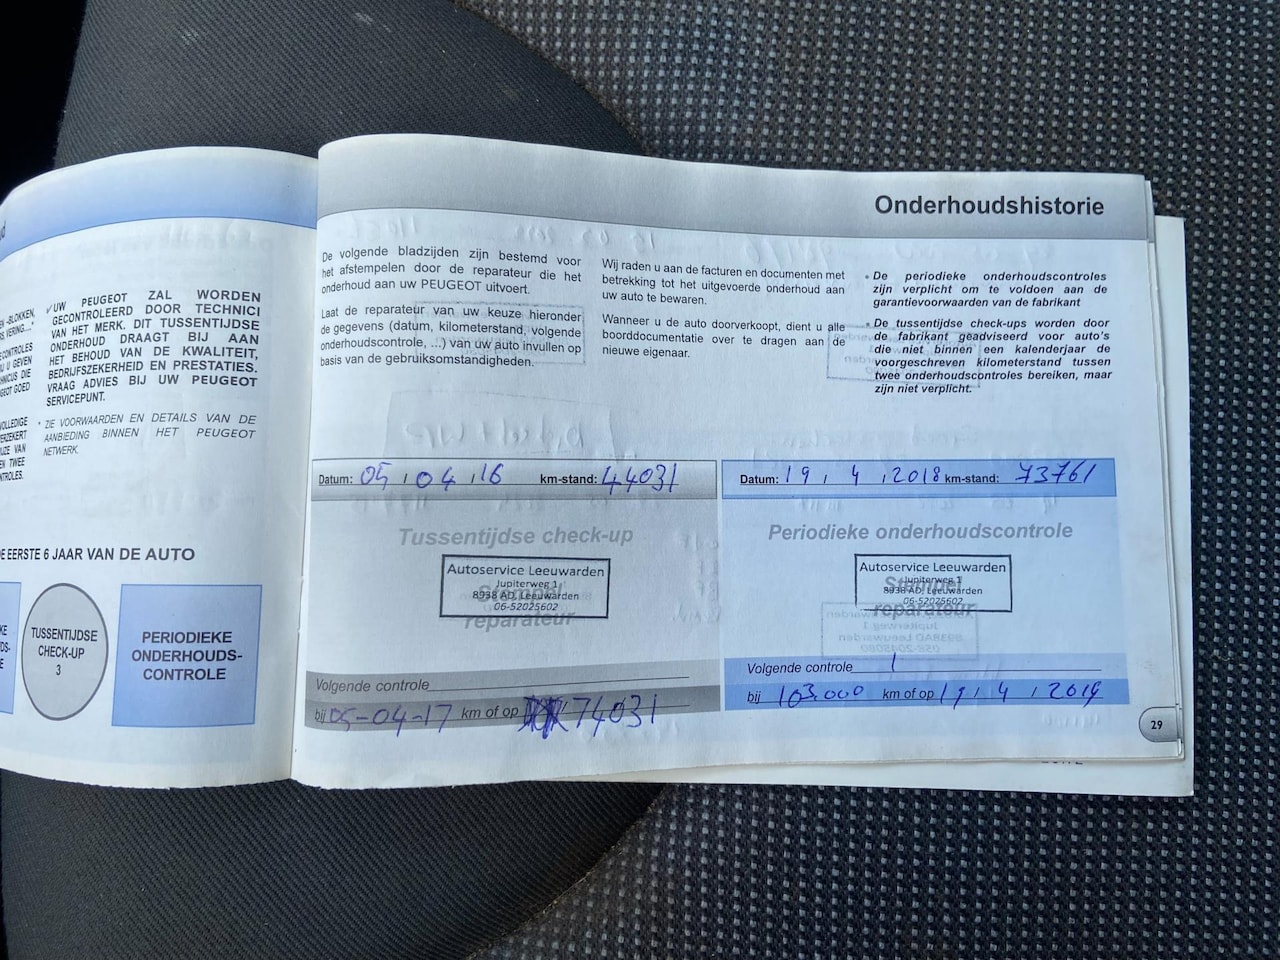 UW PEUGEOT ZAL WORDEN
GECONTROLEERD DOOR TECHNICI
VAN HET MERK. DIT TUSSENTIJDSE
ONDERHOUD DRAAGT BIJ AAN
HET BEHOUD VAN DE KWALITEIT,
BEDRIJFSZEKERHEID EN PRESTATIES.
VRAAG ADVIES BIJ UW PEUGEOT
SERVICEPUNT.
* ZIE VOORWAARDEN EN DETAILS VAN DE
AANBIEDING BINNEN HET PEUGEOT
NETWERK.
EERSTE 6 JAAR VAN DE AUTO
TUSSENTIJDSE
CHECK-UP
3
PERIODIEKE
ONDERHOUDS-
CONTROLE
Onderhoudshistorie
De volgende bladzijden zijn bestemd voor
het afstempelen door de reparateur die het
onderhoud aan uw PEUGEOT uitvoert.
Laat de reparateur van uw keuze hieronder
de gegevens (datum, kilometerstand, volgende
onderhoudscontrole, ...) van uw auto invullen op
basis van de gebruiksomstandigheden.
Wij raden u aan de facturen en documenten met
betrekking tot het uitgevoerde onderhoud aan
uw auto te bewaren.
Wanneer u de auto doorverkoopt, dient u alle
boorddocumentatie over te dragen aan de
nieuwe eigenaar.
• De periodieke onderhoudscontroles
zijn verplicht om te voldoen aan de
garantievoorwaarden van de fabrikant
• De tussentijdse check-ups worden door
de fabrikant geadviseerd voor auto's
die niet binnen een kalenderjaar de
voorgeschreven kilometerstand tussen
twee onderhoudscontroles bereiken, maar
zijn niet verplicht.
Datum: 05 / 04 / 16 km-stand: 44031
Tussentijdse check-up
Stempel
reparateur
Autoservice Leeuwarden
Jupiterweg 1
8938 AD, Leeuwarden
06-52025602
Volgende controle
bij 05-04-17 km of op 74031
Datum: 19 / 4 / 2018 km-stand: 73761
Periodieke onderhoudscontrole
Stempel
reparateur
Autoservice Leeuwarden
Jupiterweg 1
8938 AD, Leeuwarden
06-52025602
Volgende controle 1
bij 103.000 km of op 19 / 4 / 2019
29